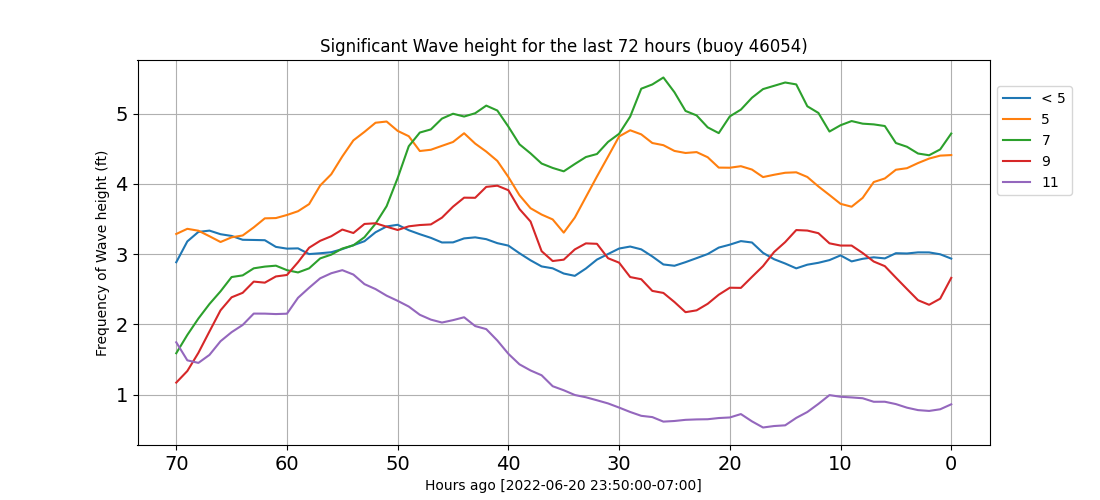 Significant Wave height for the last 72 hours (buoy 46054)
Frequency of Wave height (ft)
5
4
3
2
1
70 60 50 40 30 20 10 0
Hours ago [2022-06-20 23:50:00-07:00]
< 5
5
7
9
11